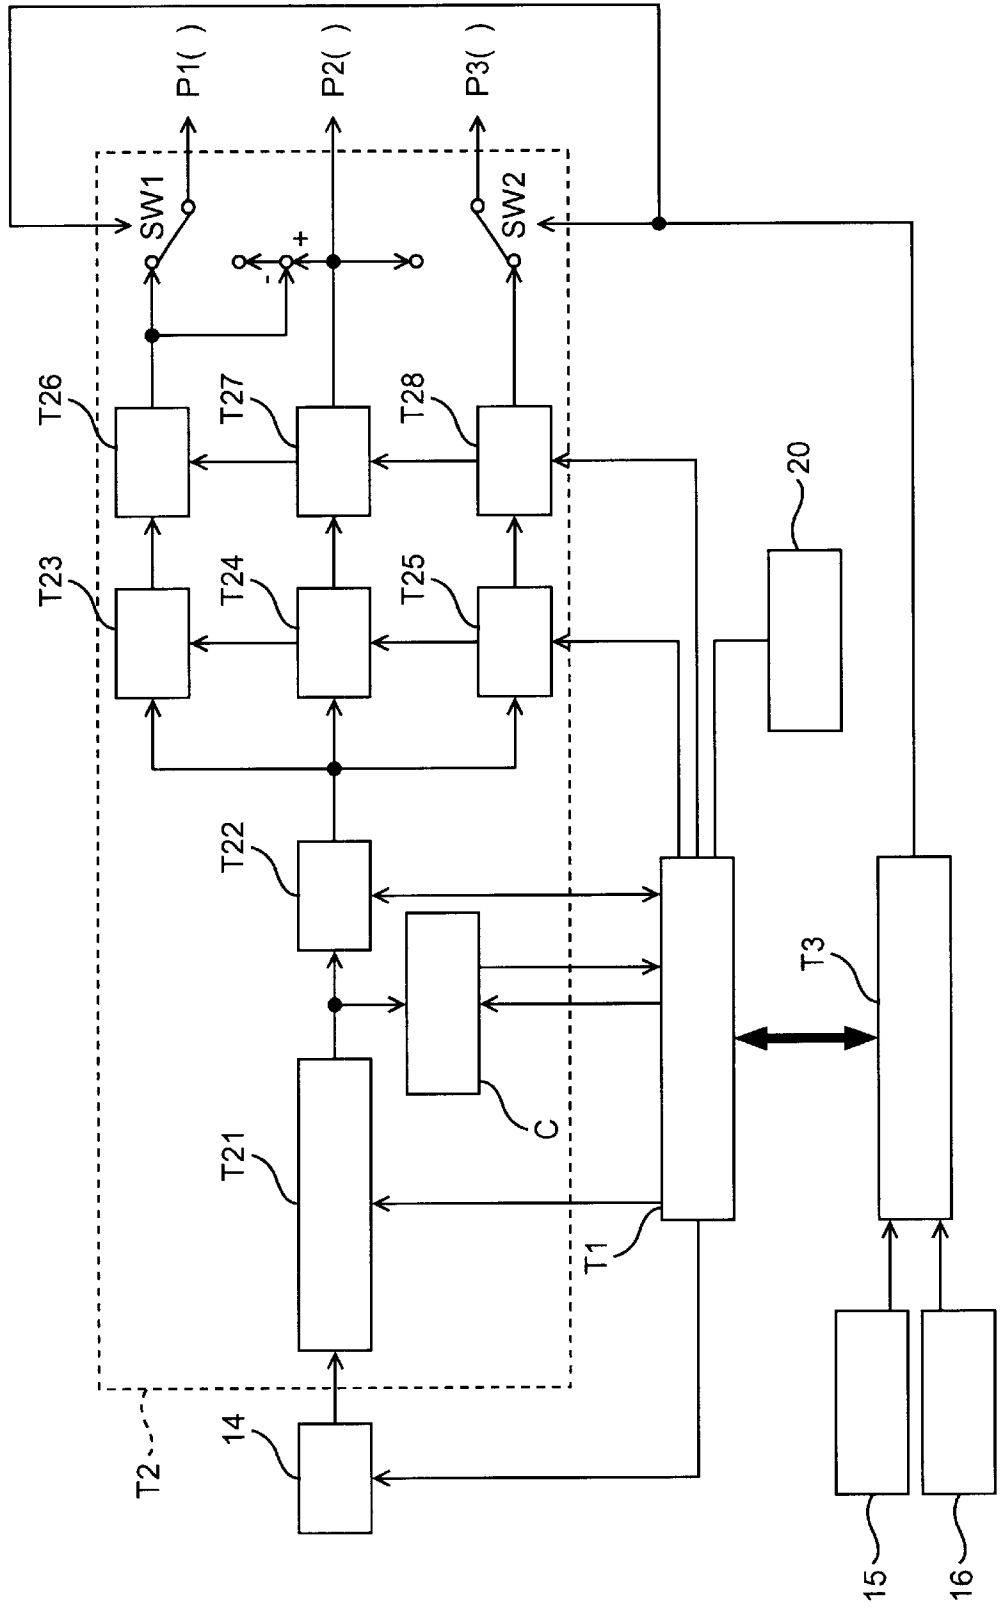 P1( )
P2( )
P3( )
SW1
SW2
+
-
T26
T27
T28
T23
T24
T25
T22
T21
C
T2
14
T1
20
T3
15
16